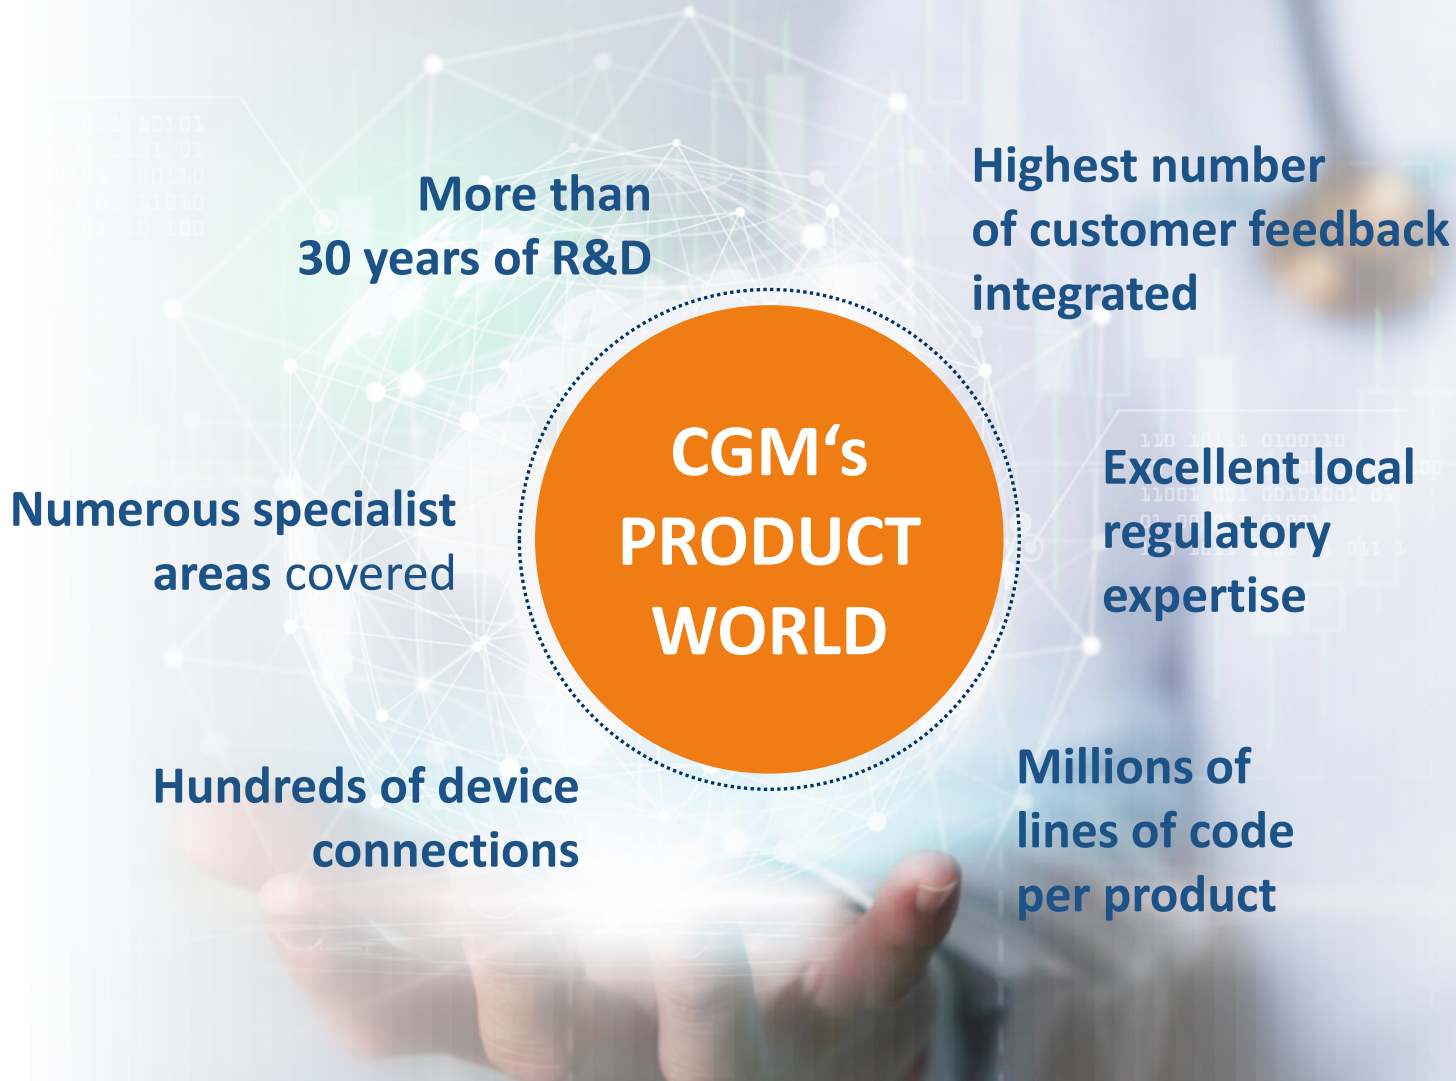 More than
30 years of R&D
Highest number
of customer feedback
integrated
CGM‘s
PRODUCT
WORLD
Numerous specialist
areas covered
Excellent local
regulatory
expertise
Hundreds of device
connections
Millions of
lines of code
per product